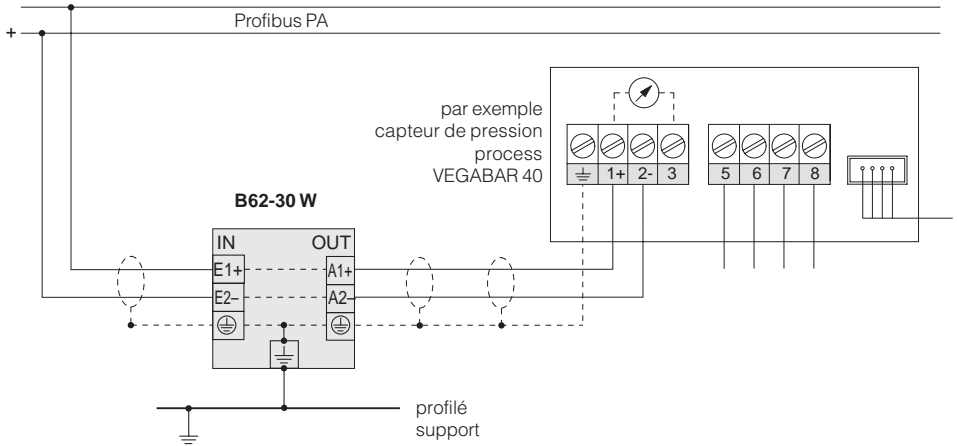 Profibus PA
+
par exemple
capteur de pression
process
VEGABAR 40
1+ 2- 3 5 6 7 8
B62-30 W
IN OUT
E1+ A1+
E2– A2–
profilé
support